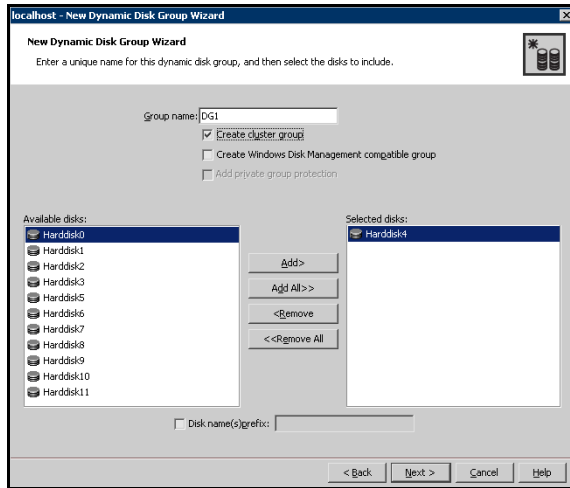 localhost - New Dynamic Disk Group Wizard
New Dynamic Disk Group Wizard
Enter a unique name for this dynamic disk group, and then select the disks to include.
Group name: DG1
Create cluster group
Create Windows Disk Management compatible group
Add private group protection
Available disks:
Harddisk0
Harddisk1
Harddisk2
Harddisk3
Harddisk5
Harddisk6
Harddisk7
Harddisk8
Harddisk9
Harddisk10
Harddisk11
Add>
Add All>>
<Remove
<<Remove All
Selected disks:
Harddisk4
Disk name(s)prefix:
< Back
Next >
Cancel
Help